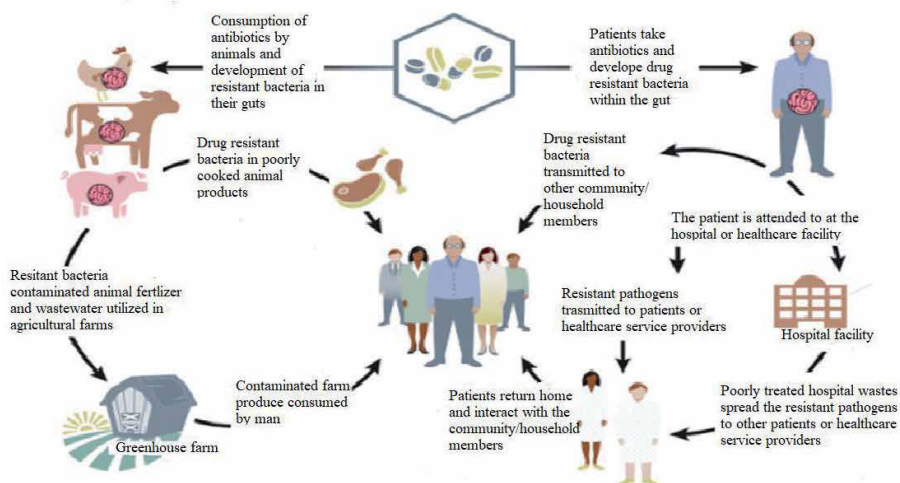 Consumption of
antibiotics by
animals and
development of
resistant bacteria in
their guts
Patients take
antibiotics and
develope drug
resistant bacteria
within the gut
Drug resistant
bacteria in poorly
cooked animal
products
Drug resistant
bacteria
transmitted to
other community/
household
members
The patient is attended to at the
hospital or healthcare facility
Resitant bacteria
contaminated animal fertlizer
and wastewater utilized in
agricultural farms
Resistant pathogens
trasmitted to patients or
healthcare service providers
Hospital facility
Contaminated farm
produce consumed
by man
Greenhouse farm
Patients return home
and interact with the
community/household
members
Poorly treated hospital wastes
spread the resistant pathogens
to other patients or healthcare
service providers